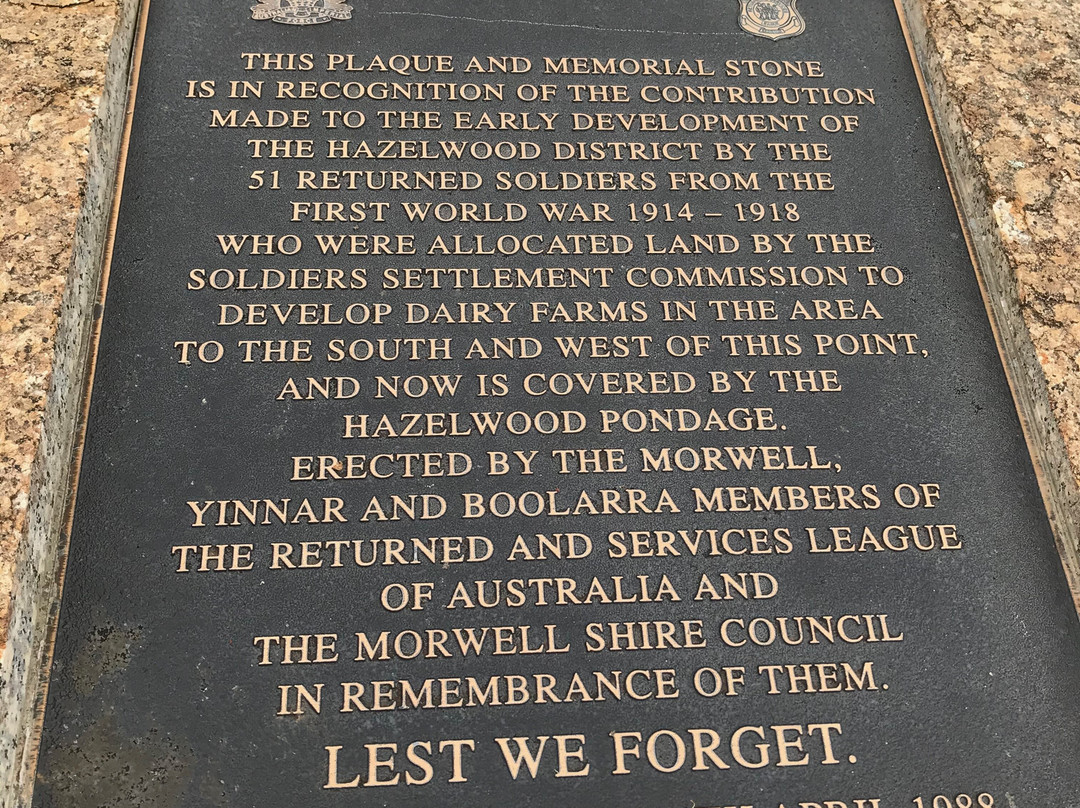 THIS PLAQUE AND MEMORIAL STONE
IS IN RECOGNITION OF THE CONTRIBUTION
MADE TO THE EARLY DEVELOPMENT OF
THE HAZELWOOD DISTRICT BY THE
51 RETURNED SOLDIERS FROM THE
FIRST WORLD WAR 1914 – 1918
WHO WERE ALLOCATED LAND BY THE
SOLDIERS SETTLEMENT COMMISSION TO
DEVELOP DAIRY FARMS IN THE AREA
TO THE SOUTH AND WEST OF THIS POINT,
AND NOW IS COVERED BY THE
HAZELWOOD PONDAGE.
ERECTED BY THE MORWELL,
YINNAR AND BOOLARRA MEMBERS OF
THE RETURNED AND SERVICES LEAGUE
OF AUSTRALIA AND
THE MORWELL SHIRE COUNCIL
IN REMEMBRANCE OF THEM.
LEST WE FORGET.
APRIL 1988